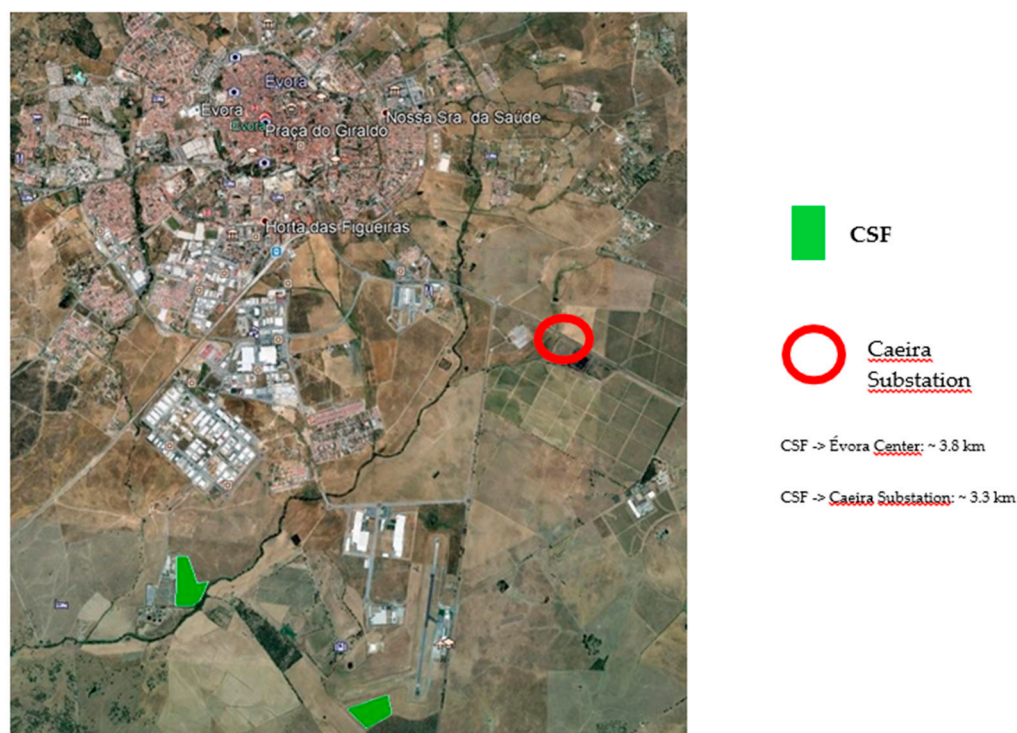 Évora
Évora
Évora
Praça do Giraldo
Nossa Sra. da Saúde
Horta das Figueiras
CSF
Caeira
Substation
CSF -> Évora Center: ~ 3.8 km
CSF -> Caeira Substation: ~ 3.3 km